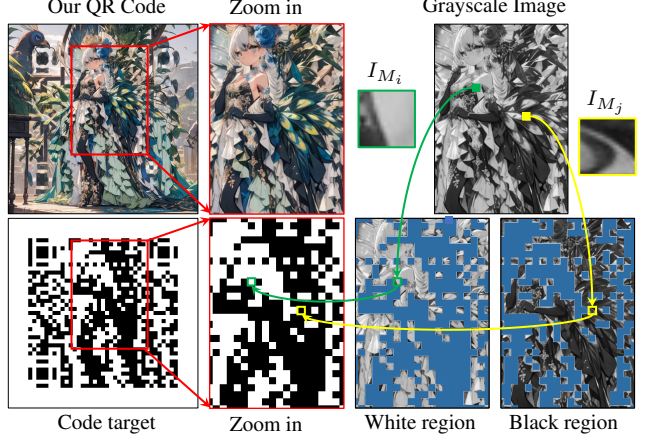 Our QR Code
Zoom in
Grayscale Image
I_{M_i}
I_{M_j}
Code target
Zoom in
White region
Black region